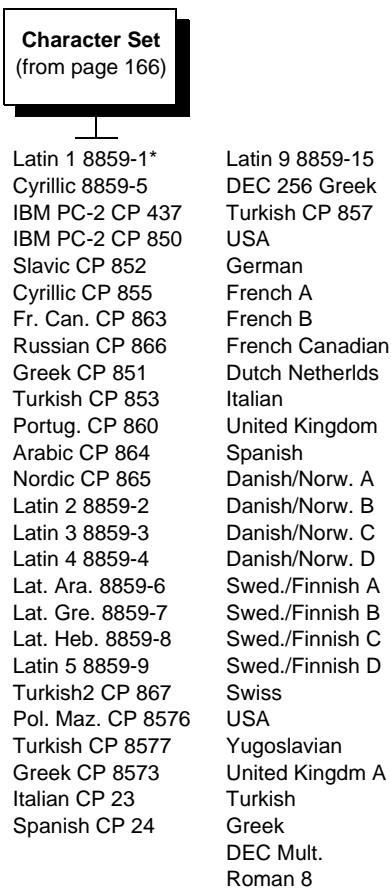 Character Set
(from page 166)
Latin 1 8859-1*
Cyrillic 8859-5
IBM PC-2 CP 437
IBM PC-2 CP 850
Slavic CP 852
Cyrillic CP 855
Fr. Can. CP 863
Russian CP 866
Greek CP 851
Turkish CP 853
Portug. CP 860
Arabic CP 864
Nordic CP 865
Latin 2 8859-2
Latin 3 8859-3
Latin 4 8859-4
Lat. Ara. 8859-6
Lat. Gre. 8859-7
Lat. Heb. 8859-8
Latin 5 8859-9
Turkish2 CP 867
Pol. Maz. CP 8576
Turkish CP 8577
Greek CP 8573
Italian CP 23
Spanish CP 24
Latin 9 8859-15
DEC 256 Greek
Turkish CP 857
USA
German
French A
French B
French Canadian
Dutch Netherlds
Italian
United Kingdom
Spanish
Danish/Norw. A
Danish/Norw. B
Danish/Norw. C
Danish/Norw. D
Swed./Finnish A
Swed./Finnish B
Swed./Finnish C
Swed./Finnish D
Swiss
USA
Yugoslavian
United Kingdm A
Turkish
Greek
DEC Mult.
Roman 8